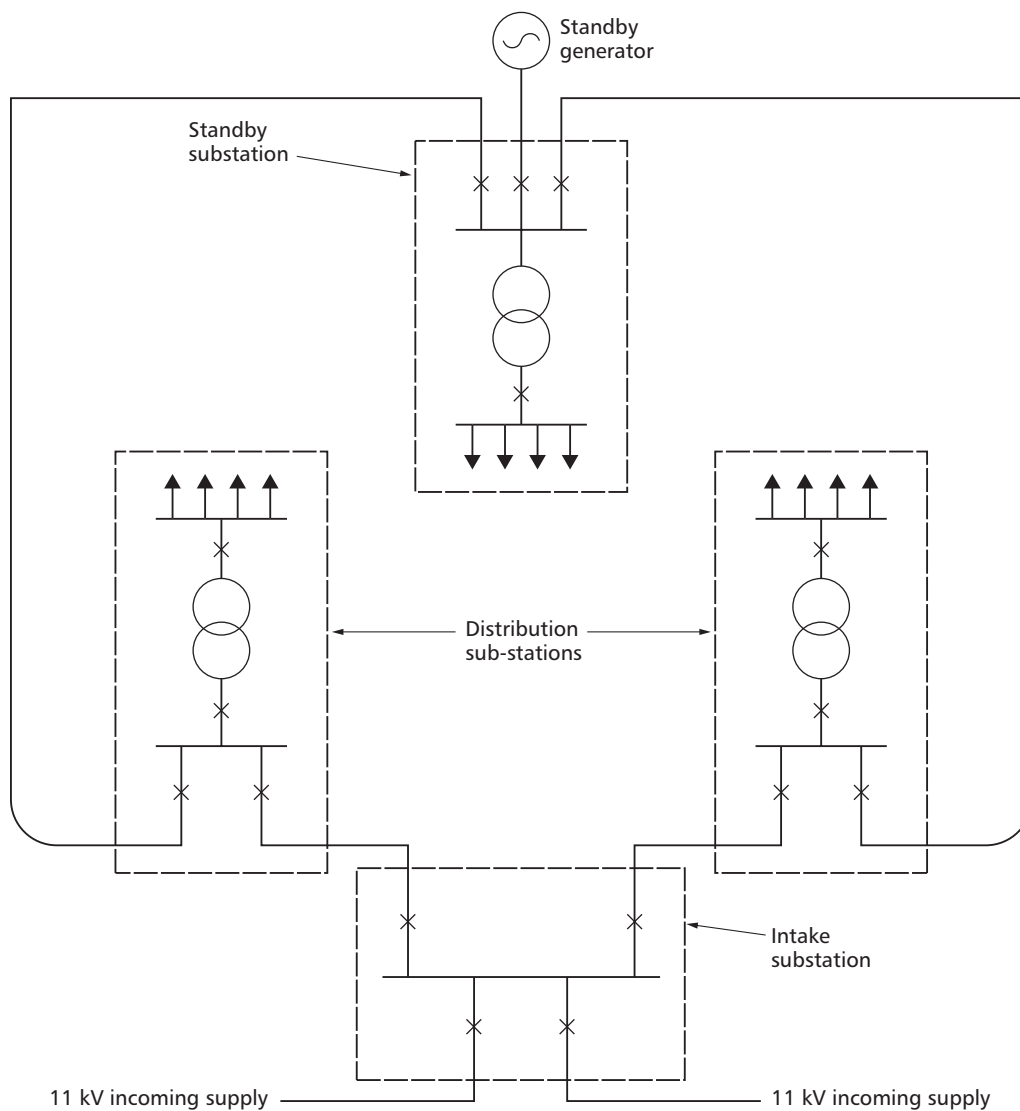 Standby
generator
Standby
substation
Distribution
sub-stations
Intake
substation
11 kV incoming supply
11 kV incoming supply